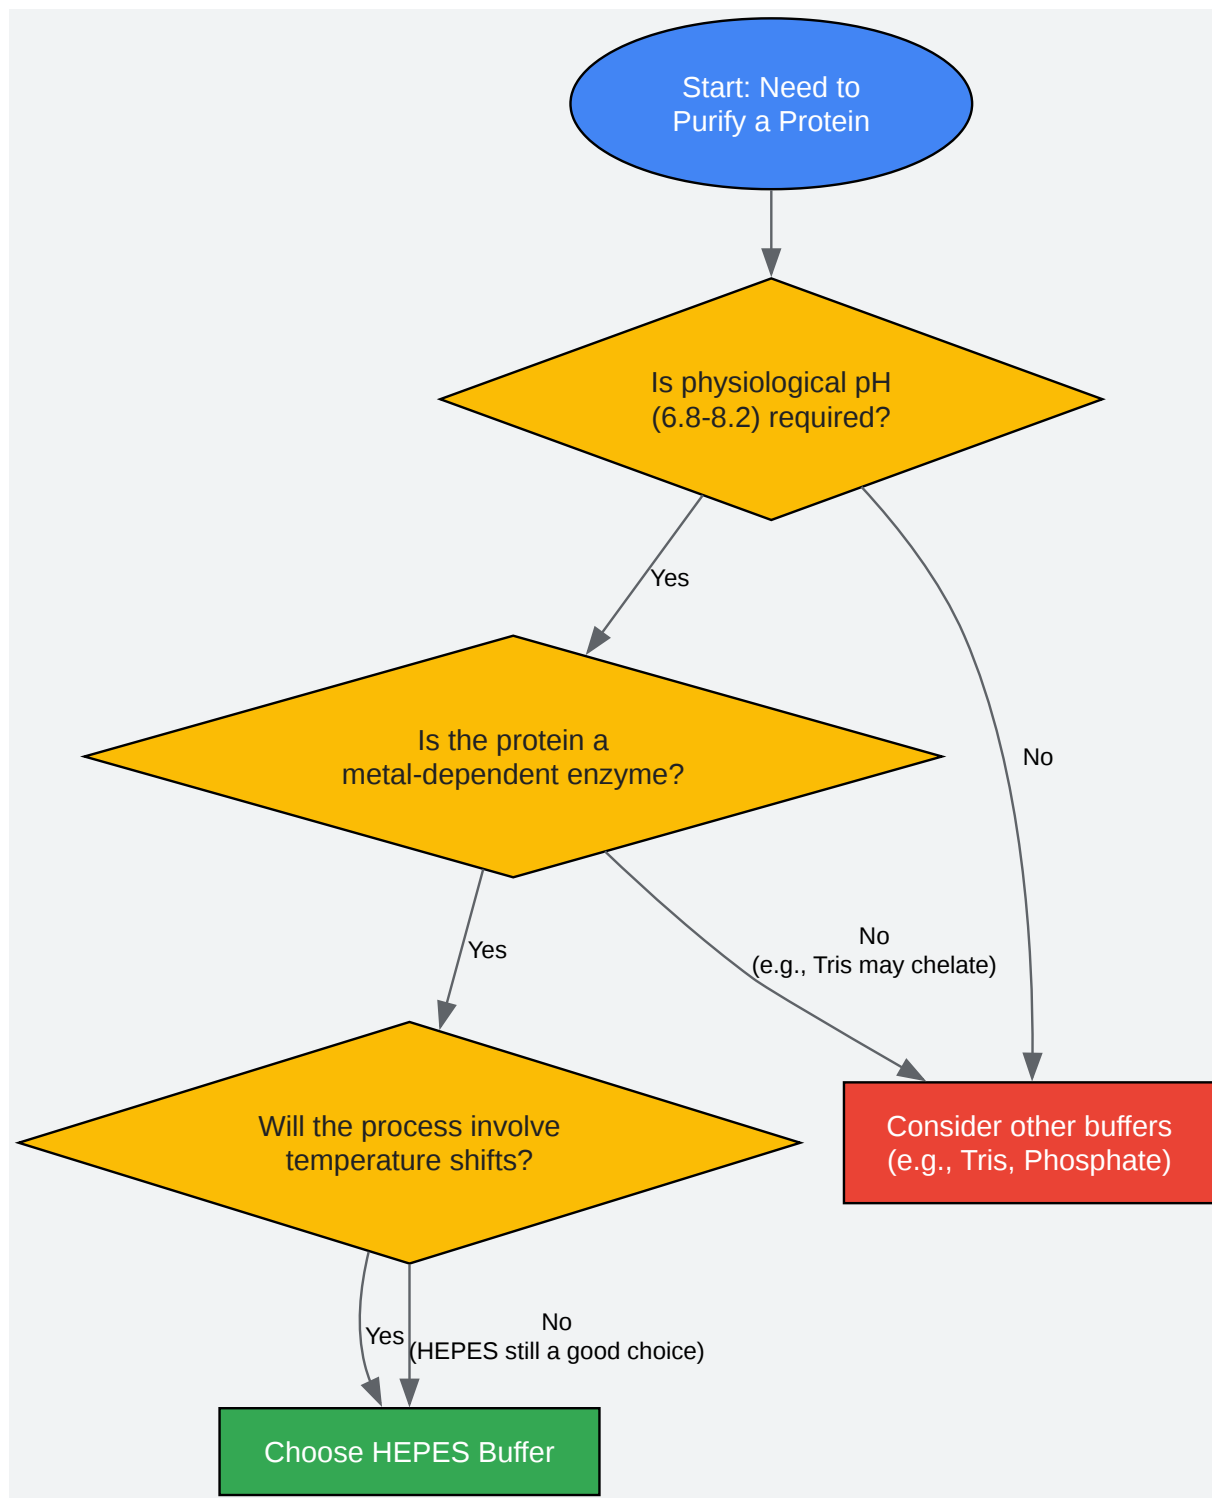 Start: Need to
Purify a Protein
Is physiological pH
(6.8-8.2) required?
Yes
No
Is the protein a
metal-dependent enzyme?
Yes
No
(e.g., Tris may chelate)
Will the process involve
temperature shifts?
Consider other buffers
(e.g., Tris, Phosphate)
Yes
No
(HEPES still a good choice)
Choose HEPES Buffer